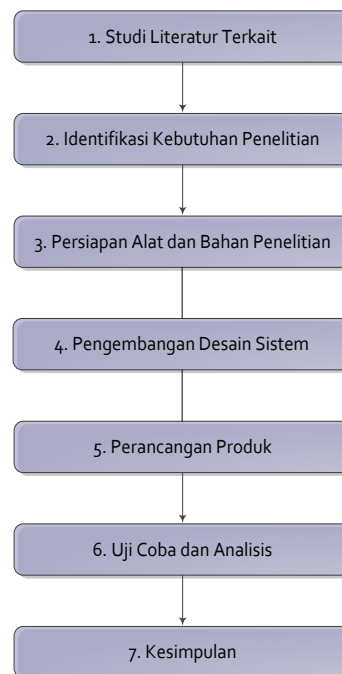 1. Studi Literatur Terkait
2. Identifikasi Kebutuhan Penelitian
3. Persiapan Alat dan Bahan Penelitian
4. Pengembangan Desain Sistem
5. Perancangan Produk
6. Uji Coba dan Analisis
7. Kesimpulan